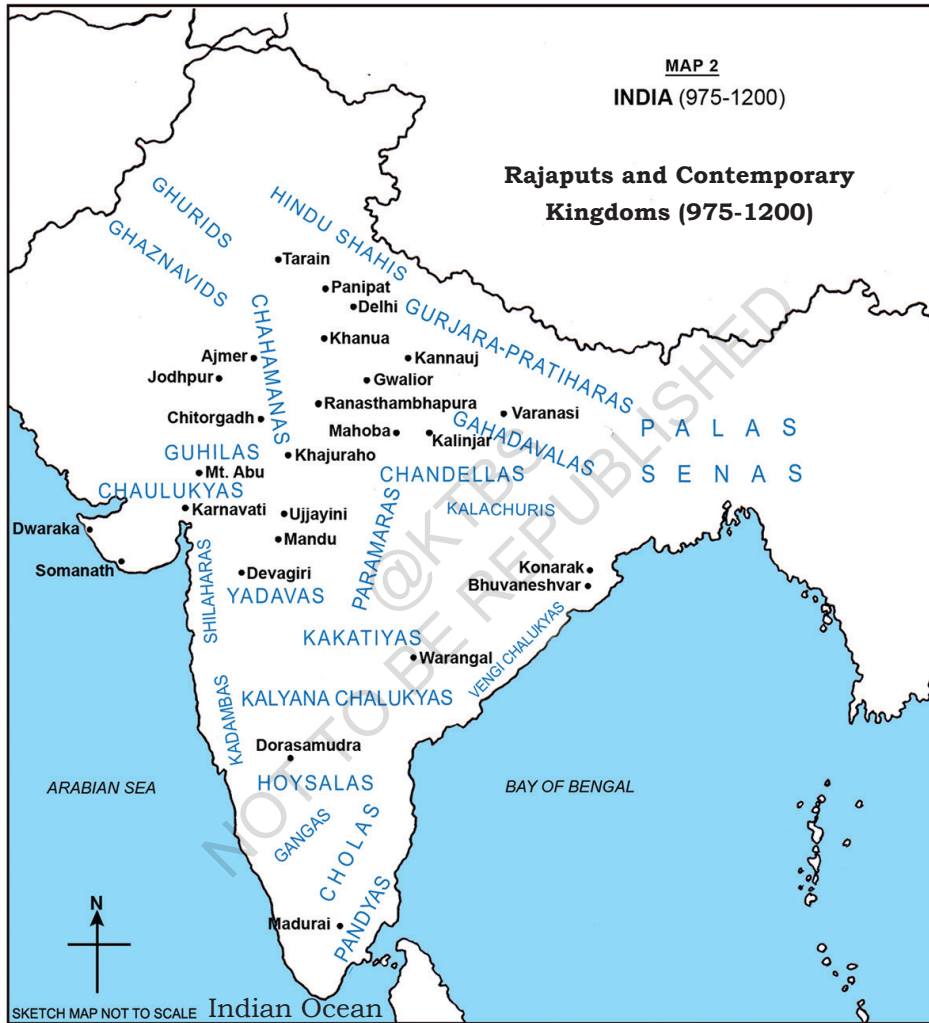 MAP 2
INDIA (975-1200)
Rajaputs and Contemporary
Kingdoms (975-1200)
GHURIDS
HINDU SHAHIS
GHAZNAVIDS
Tarain
Panipat
Delhi
GURJARA-PRATIHARAS
CHAHAMANAS
Khanua
Ajmer
Kannauj
Jodhpur
Gwalior
Ranasthambhapura
Varanasi
Chitorgadh
Mahoba
Kalinjar
GAHADAVALAS
PALAS
GUHILAS
Khajuraho
Mt. Abu
CHANDELLAS
SENAS
CHAULUKYAS
Karnavati
Ujjayini
KALACHURIS
Dwaraka
Mandu
PARAMARAS
Somanath
SHILAHARAS
Devagiri
YADAVAS
Konarak
Bhuvaneshvar
KAKATIYAS
Warangal
VENGI CHALUKYAS
KALYANA CHALUKYAS
KADAMBAS
Dorasamudra
HOYSALAS
ARABIAN SEA
BAY OF BENGAL
GANGAS
CHOLAS
PANDYAS
Madurai
N
SKETCH MAP NOT TO SCALE
Indian Ocean
@KTBS
NOT TO BE REPUBLISHED